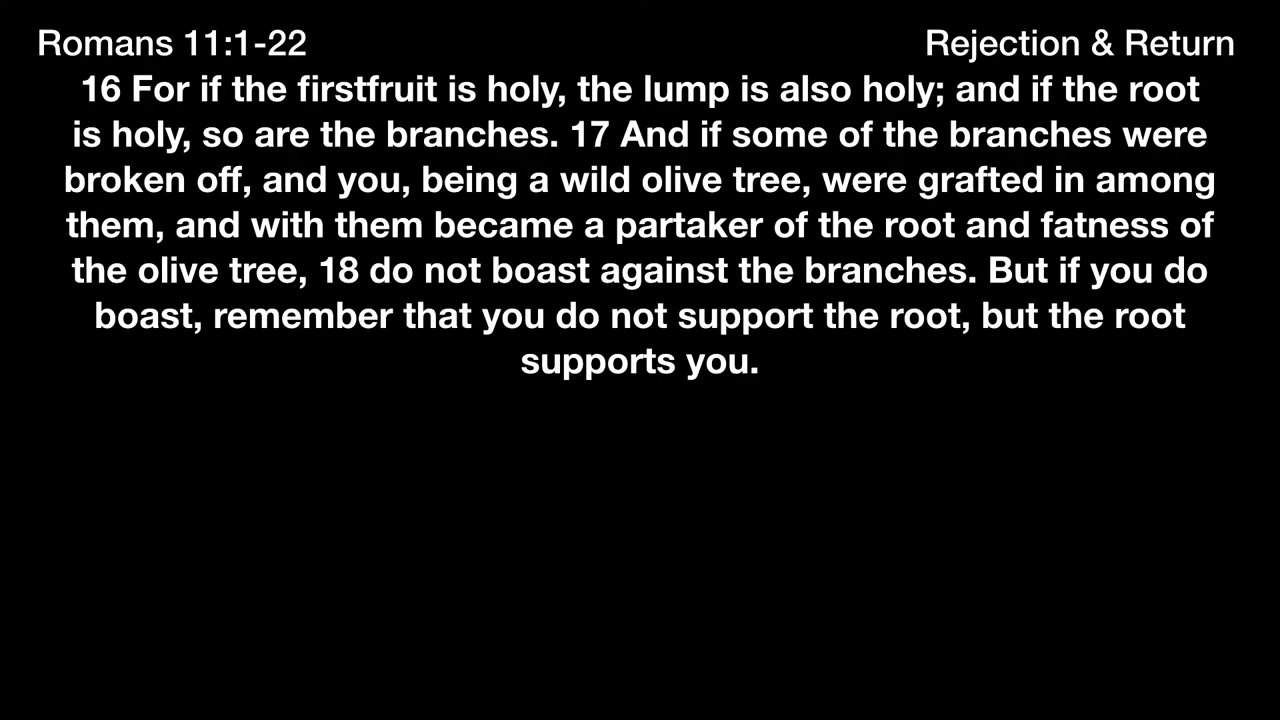 Romans 11:1-22
Rejection & Return
16 For if the firstfruit is holy, the lump is also holy; and if the root
is holy, so are the branches. 17 And if some of the branches were
broken off, and you, being a wild olive tree, were grafted in among
them, and with them became a partaker of the root and fatness of
the olive tree, 18 do not boast against the branches. But if you do
boast, remember that you do not support the root, but the root
supports you.